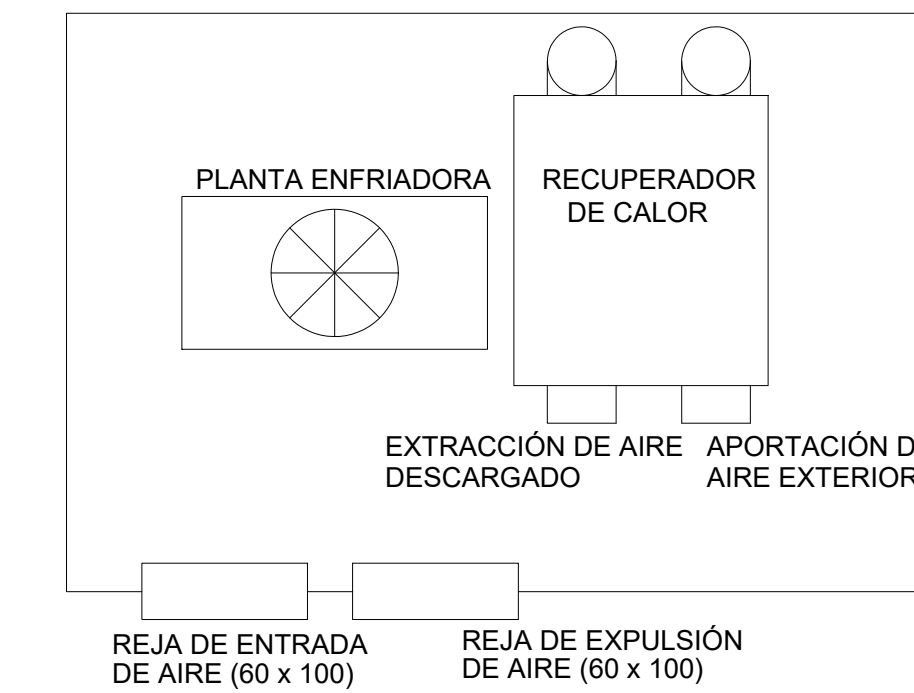 PLANTA ENFRIADORA
RECUPERADOR
DE CALOR
EXTRACCIÓN DE AIRE
DESCARGADO
APORTACIÓN D
AIRE EXTERIOR
REJA DE ENTRADA
DE AIRE (60 x 100)
REJA DE EXPULSIÓN
DE AIRE (60 x 100)